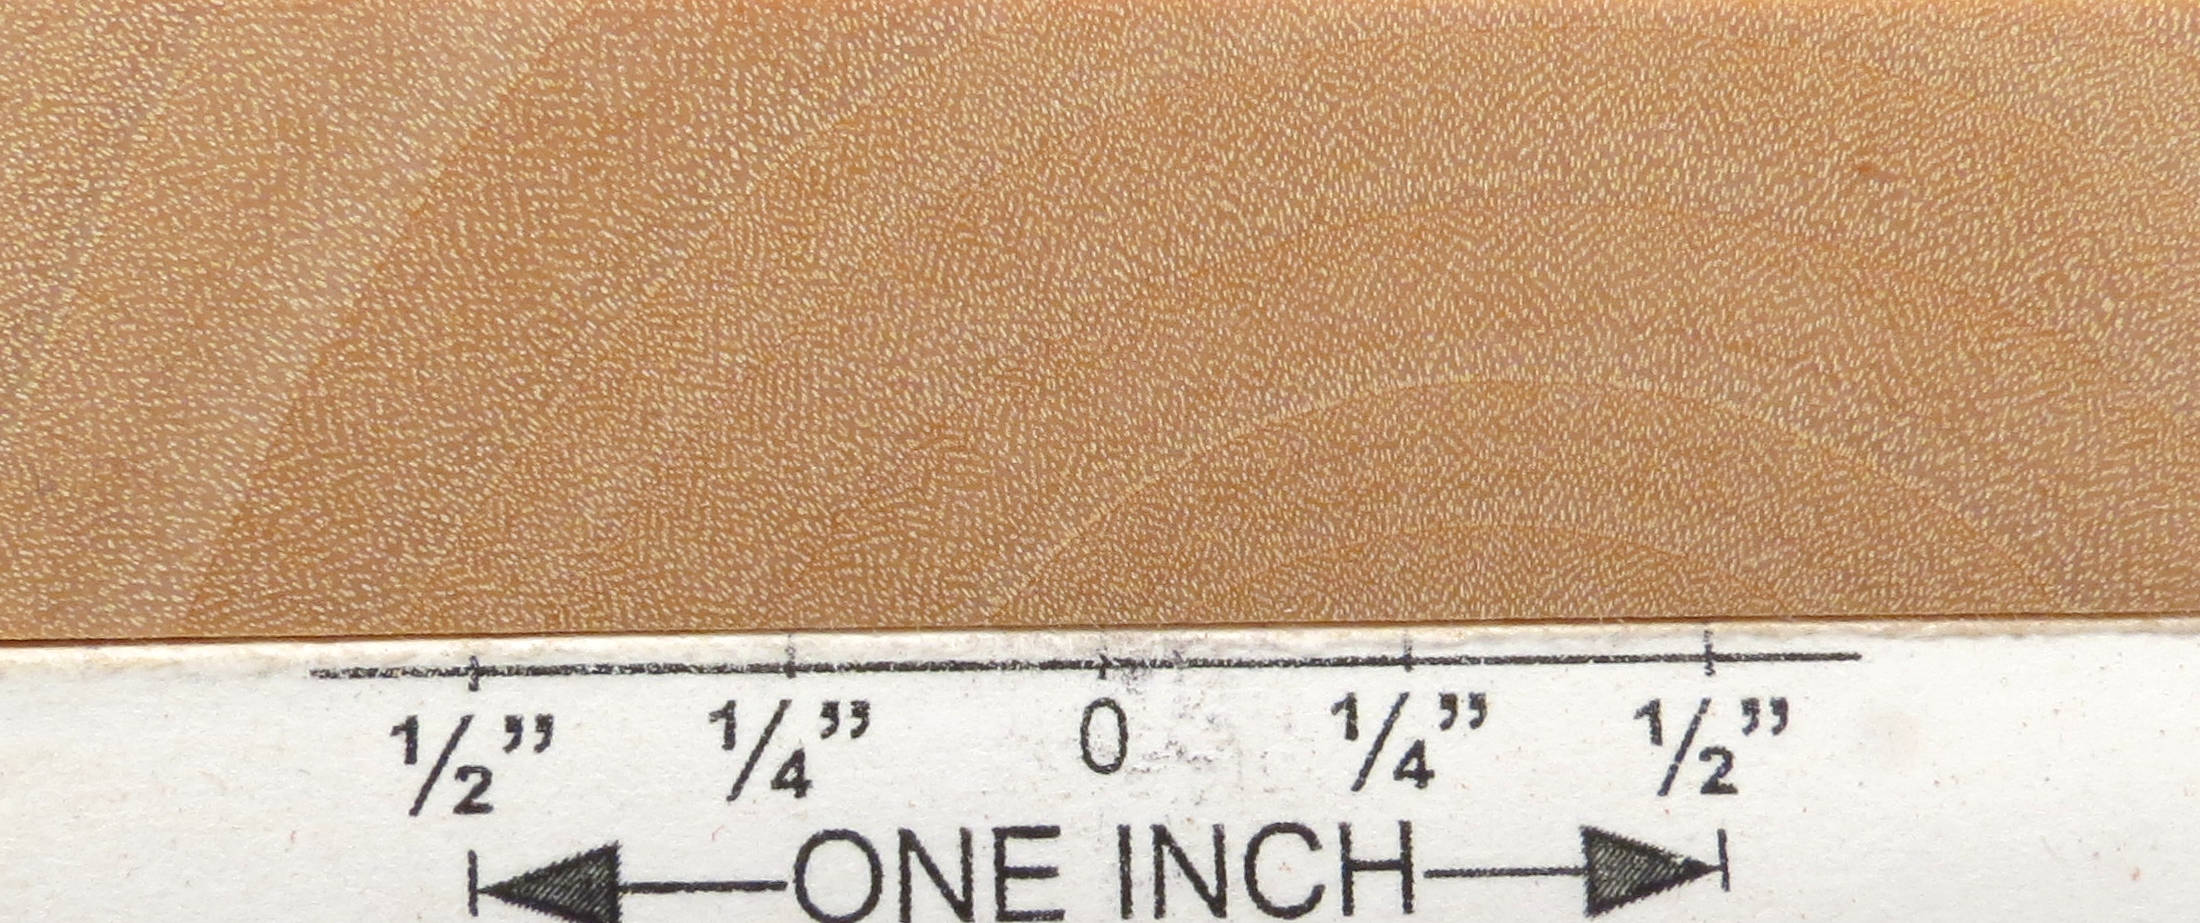 1/2” 1/4” 0 1/4” 1/2”
ONE INCH